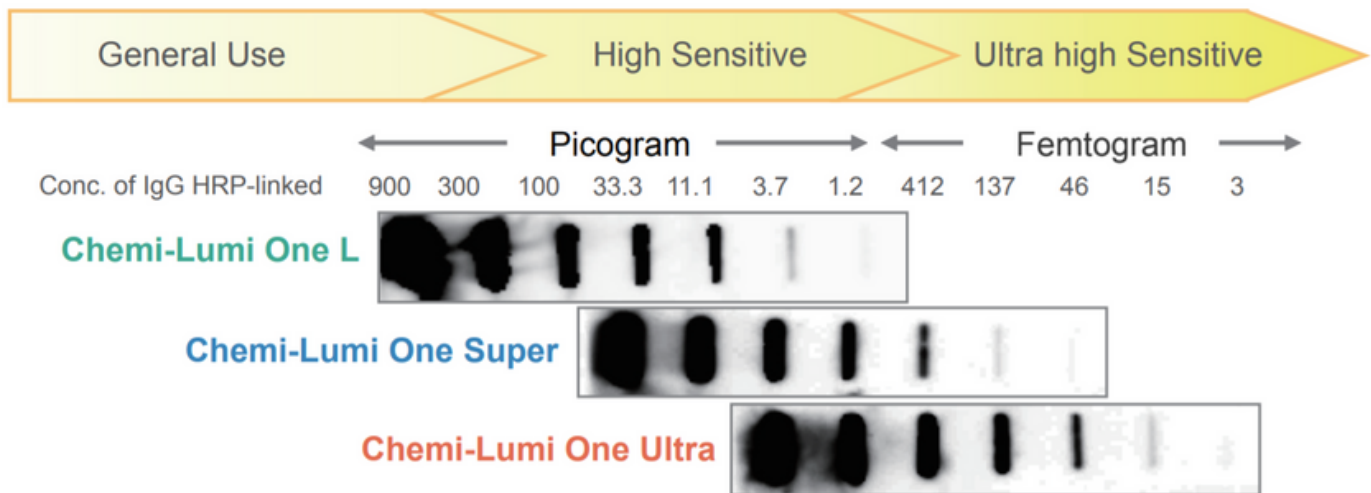 General Use High Sensitive Ultra high Sensitive
Picogram Femtogram
Conc. of IgG HRP-linked 900 300 100 33.3 11.1 3.7 1.2 412 137 46 15 3
Chemi-Lumi One L
Chemi-Lumi One Super
Chemi-Lumi One Ultra